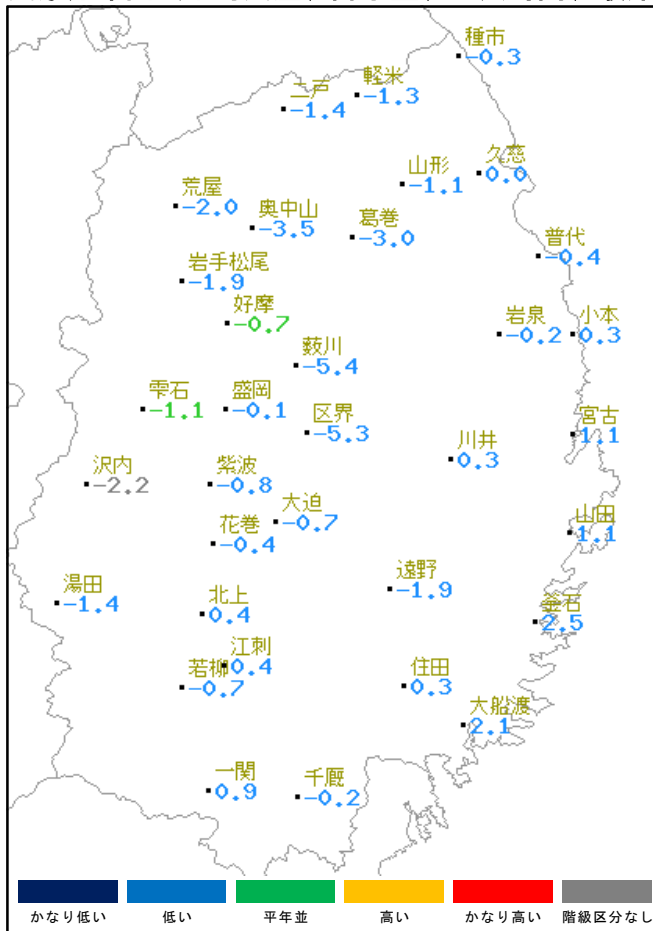 種市
-0.3
軽米
-1.3
二戸
-1.4
久慈
0.0
山形
-1.1
荒屋
-2.0
奥中山
-3.5
葛巻
-3.0
普代
-0.4
岩手松尾
-1.9
好摩
-0.7
岩泉
-0.2
小本
0.3
薮川
-5.4
雫石
-1.1
盛岡
-0.1
区界
-5.3
宮古
1.1
川井
0.3
沢内
-2.2
紫波
-0.8
大迫
-0.7
山田
1.1
花巻
-0.4
遠野
-1.9
湯田
-1.4
北上
0.4
釜石
2.5
江刺
0.4
若柳
-0.7
住田
0.3
大船渡
2.1
一関
0.9
千厩
-0.2
かなり低い 低い 平年並 高い かなり高い 階級区分なし